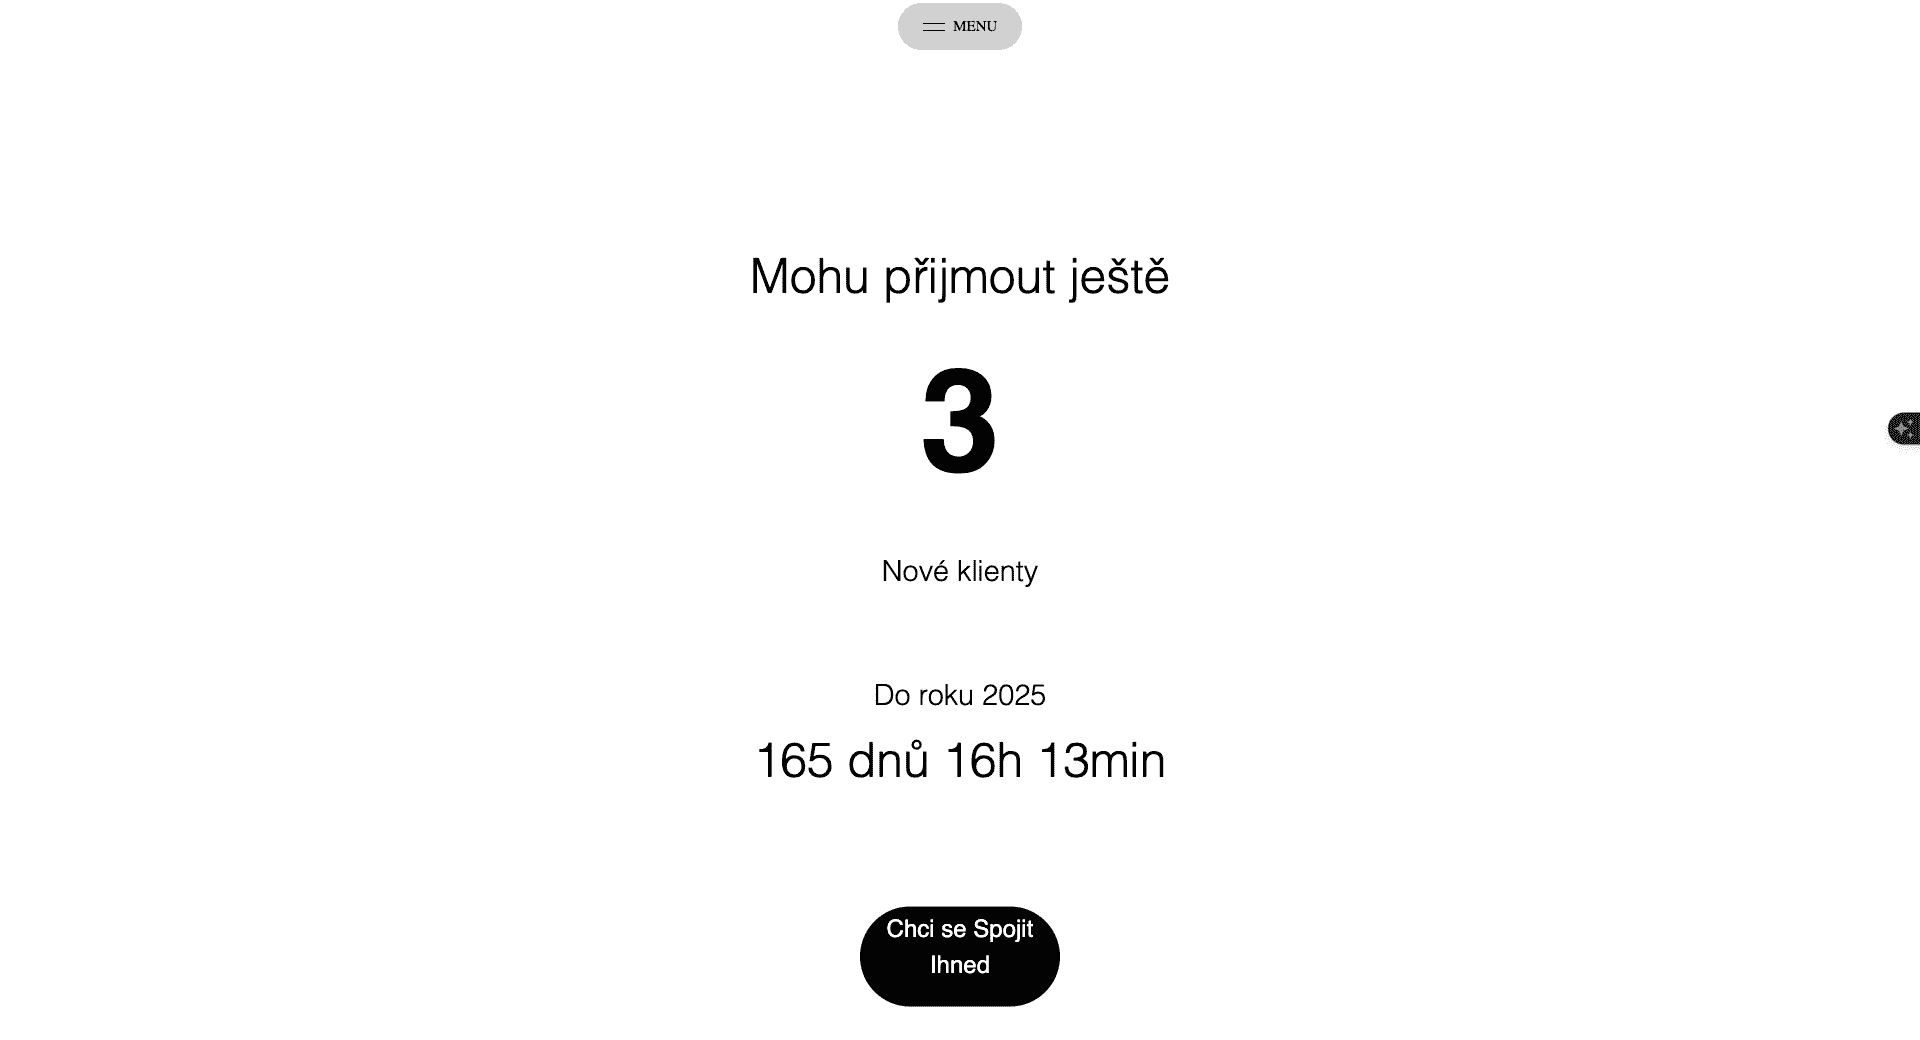 MENU
Mohu přijmout ještě
3
Nové klienty
Do roku 2025
165 dnů 16h 13min
Chci se Spojit
Ihned